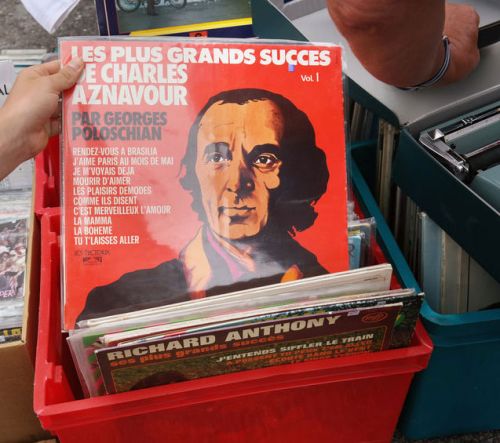 LES PLUS GRANDS SUCCES
DE CHARLES
AZNAVOUR
Vol. 1
PAR GEORGES
POLOSCHIAN
RENDEZ-VOUS A BRASILIA
J'AIME PARIS AU MOIS DE MAI
JE M'VOYAIS DEJA
MOURIR D'AIMER
LES PLAISIRS DEMODES
COMME ILS DISENT
C'EST MERVEILLEUX L'AMOUR
LA MAMMA
LA BOHEME
TU T'LAISSES ALLER
RICHARD ANTHONY
ses plus grands succès
J'ENTENDS SIFFLER LE TRAIN